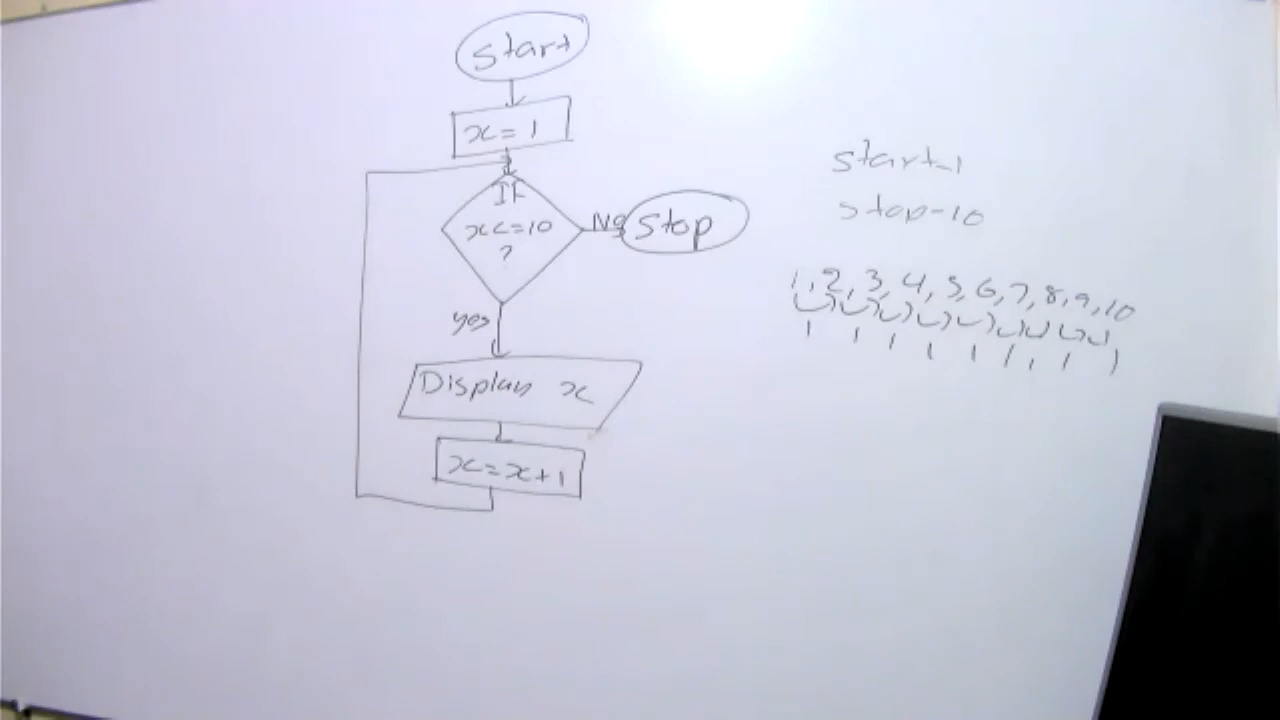 Start
x = 1
If
x <= 10
?
No
Stop
yes
Display x
x = x + 1
start-1
stop-10
1, 2, 3, 4, 5, 6, 7, 8, 9, 10
1 1 1 1 1 1 1 1 1